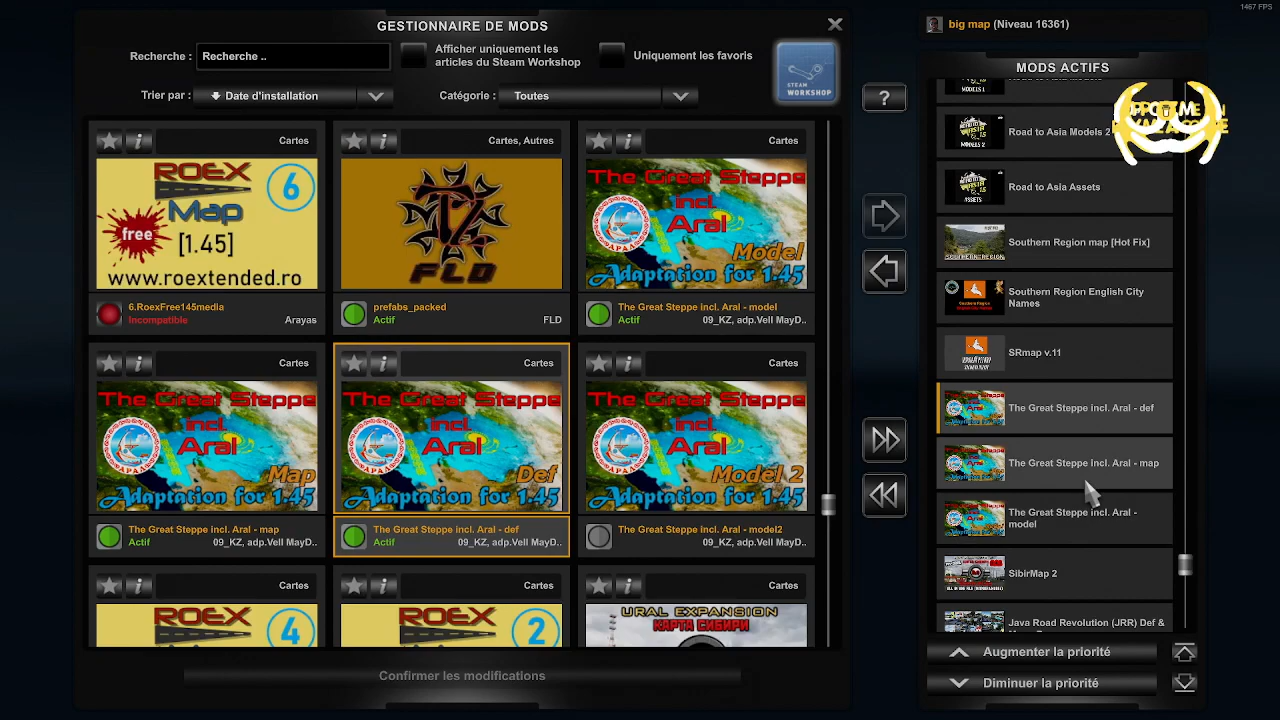 1467 FPS
GESTIONNAIRE DE MODS
Recherche :
Recherche ..
Afficher uniquement les
articles du Steam Workshop
Uniquement les favoris
STEAM
WORKSHOP
Trier par :
Date d'installation
Catégorie :
Toutes
Cartes
ROEX
Map
6
free
[1.45]
www.roextended.ro
6.RoexFree145media
Incompatible
Arayas
Cartes, Autres
FLD
prefabs_packed
Actif
FLD
Cartes
The Great Steppe
incl.
Aral
Model
Adaptation for 1.45
The Great Steppe incl. Aral - model
Actif
09_KZ, adp.Vell MayD..
Cartes
The Great Steppe
incl.
Aral
Map
Adaptation for 1.45
The Great Steppe incl. Aral - map
Actif
09_KZ, adp.Vell MayD..
Cartes
The Great Steppe
incl.
Aral
Def
Adaptation for 1.45
The Great Steppe incl. Aral - def
Actif
09_KZ, adp.Vell MayD..
Cartes
The Great Steppe
incl.
Aral
Model 2
Adaptation for 1.45
The Great Steppe incl. Aral - model2
09_KZ, adp.Vell MayD..
Cartes
ROEX
4
Cartes
ROEX
2
Cartes
URAL EXPANSION
КАРТА СИБИРИ
Confirmer les modifications
?
big map (Niveau 16361)
MODS ACTIFS
MODELS 1
Road to Asia Models 2
MODELS 2
Road to Asia Assets
ASSETS
Southern Region map [Hot Fix]
SOUTHERN REGION
Southern Region English City
Names
SRmap v.11
The Great Steppe incl. Aral - def
The Great Steppe incl. Aral - map
The Great Steppe incl. Aral -
model
SibirMap 2
Java Road Revolution (JRR) Def &
Augmenter la priorité
Diminuer la priorité